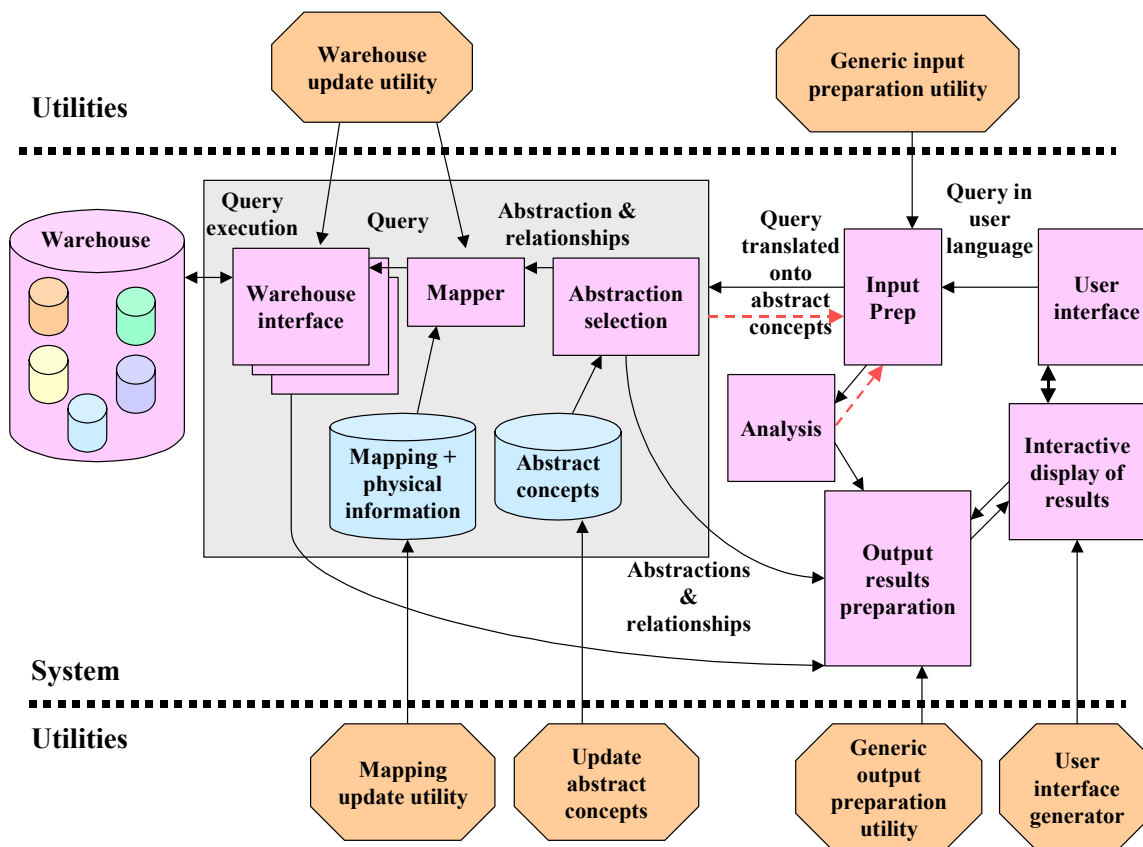 Warehouse
update utility
Generic input
preparation utility
Utilities
Query
execution
Query
Abstraction &
relationships
Query
translated
onto
abstract
concepts
Query in
user
language
Warehouse
Warehouse
interface
Mapper
Abstraction
selection
Input
Prep
User
interface
Analysis
Mapping +
physical
information
Abstract
concepts
Interactive
display of
results
Output
results
preparation
Abstractions
&
relationships
System
Utilities
Mapping
update utility
Update
abstract
concepts
Generic
output
preparation
utility
User
interface
generator